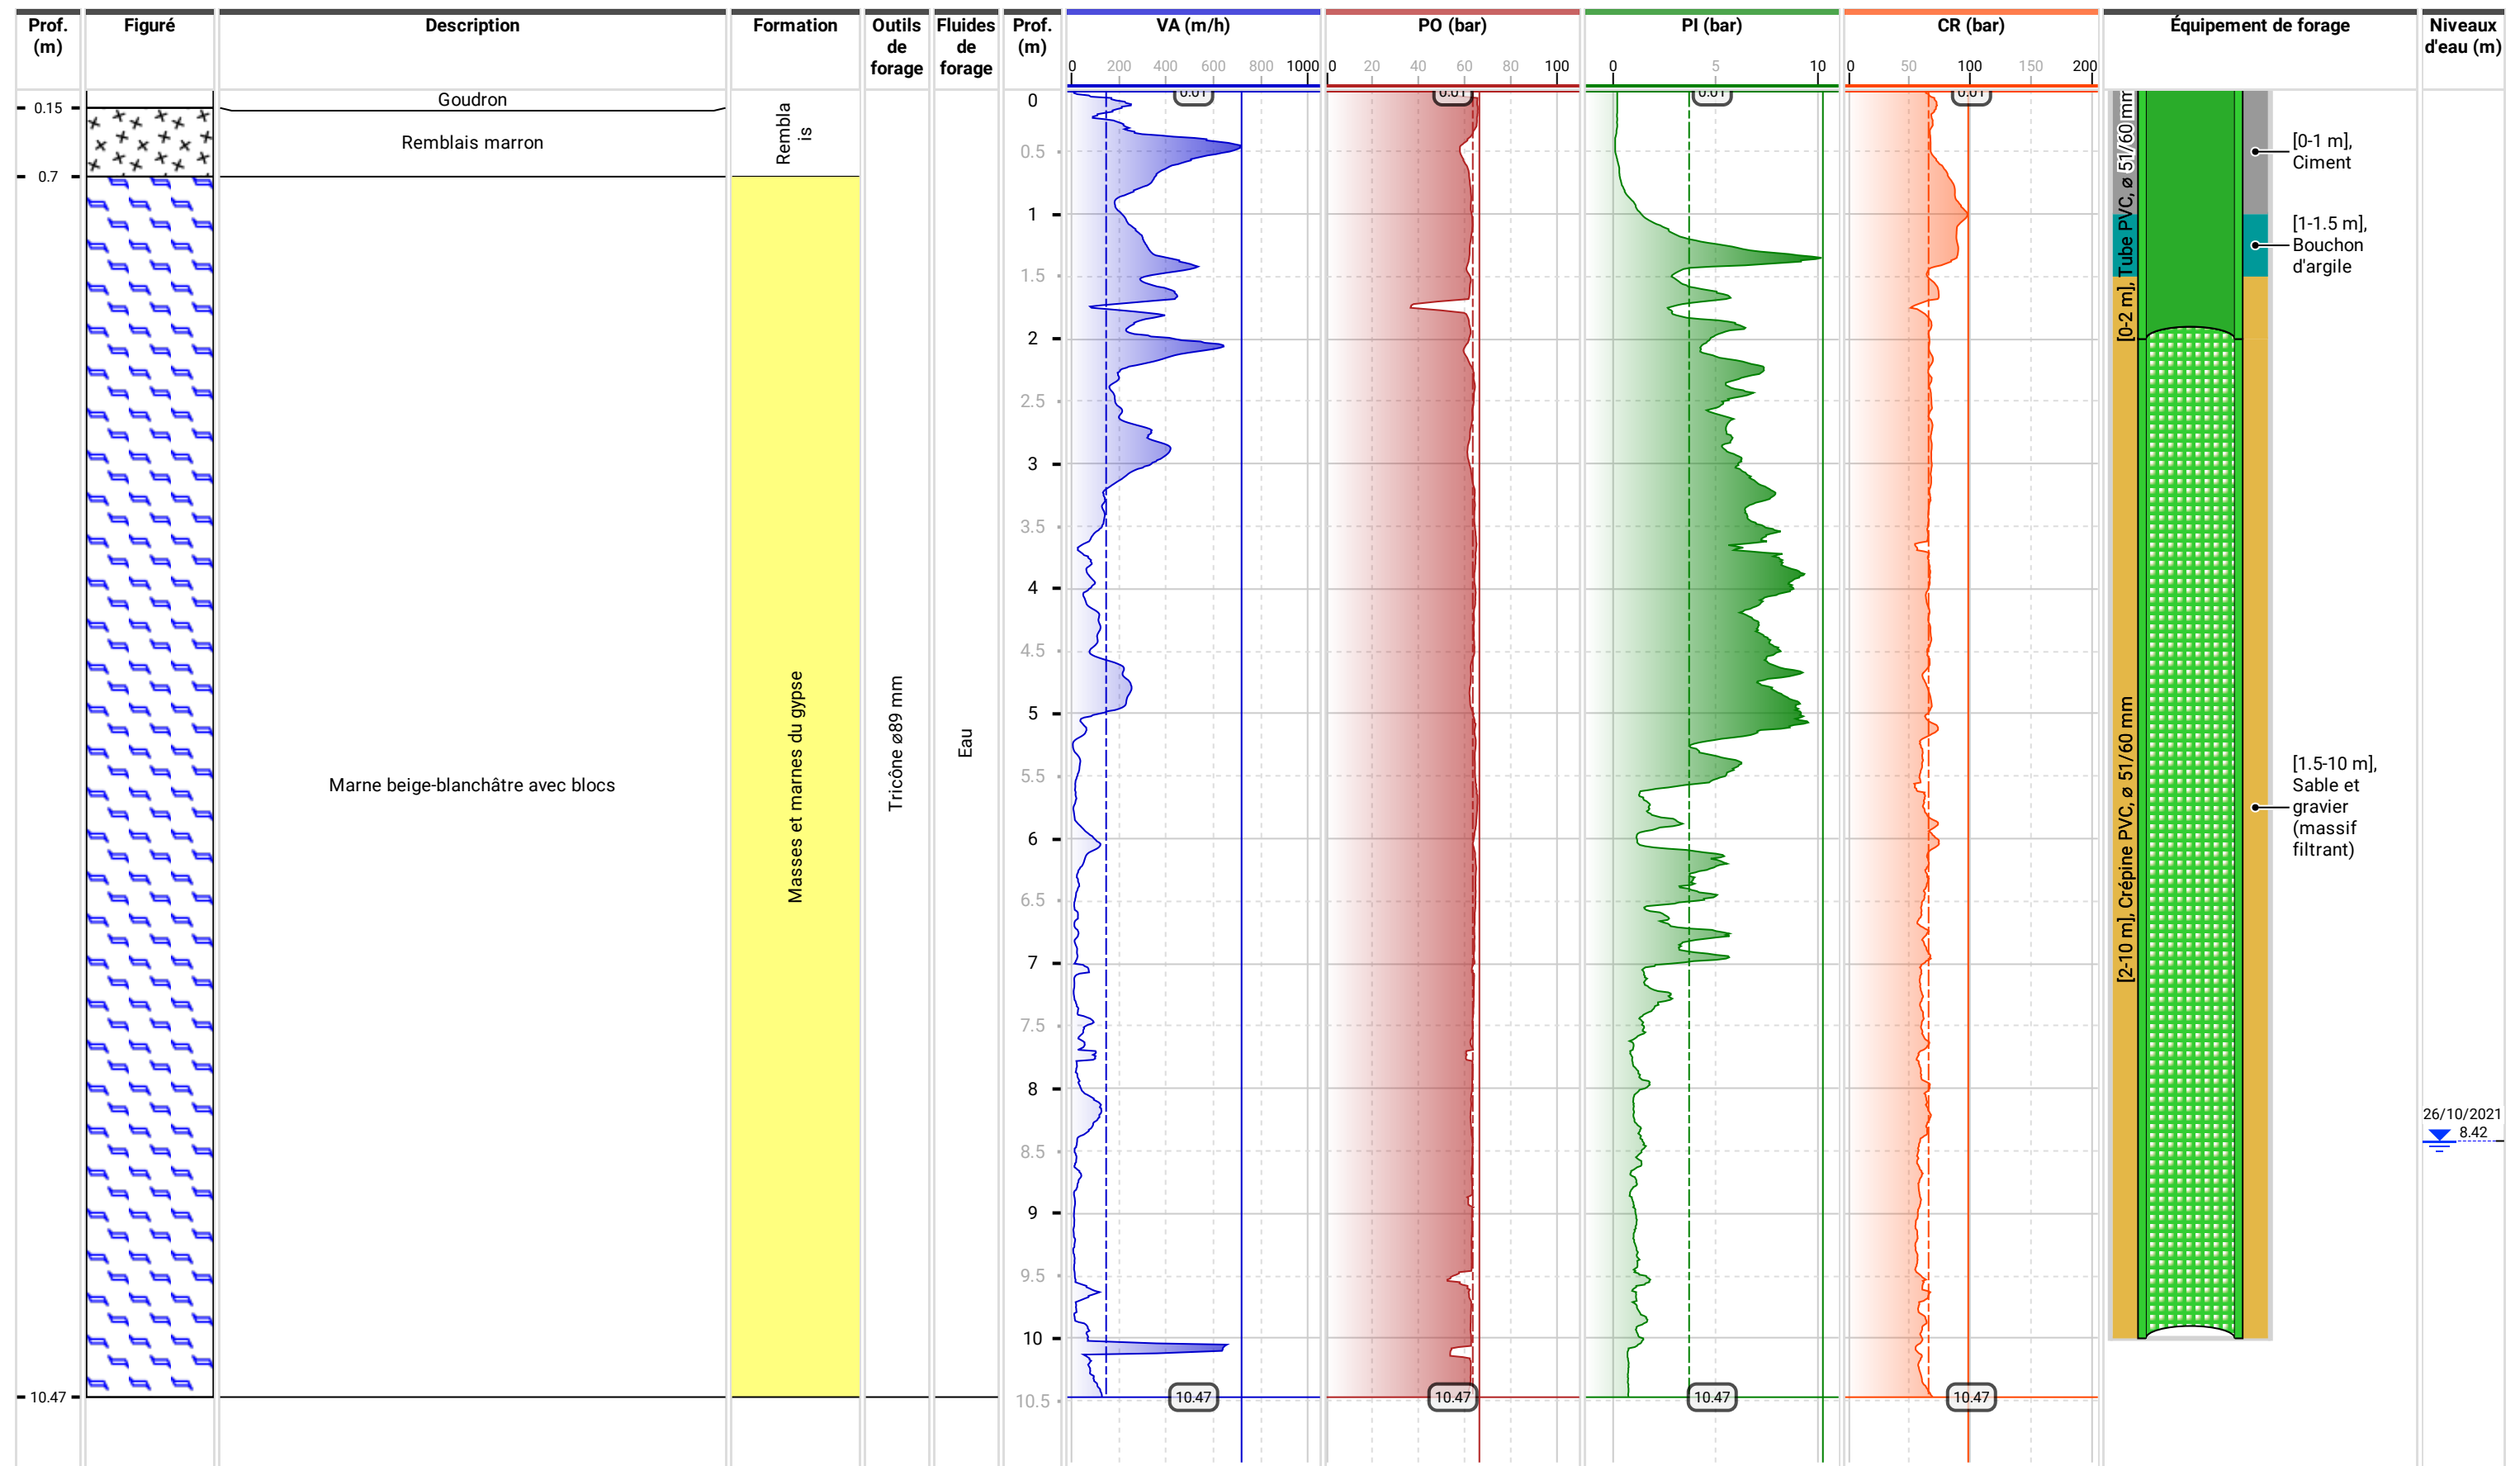 Prof.
(m)
Figuré
Description
Formation
Outils
de
forage
Fluides
de
forage
Prof.
(m)
VA (m/h)
PO (bar)
PI (bar)
CR (bar)
Équipement de forage
Niveaux
d'eau (m)
0 200 400 600 800 1000
0 20 40 60 80 100
0 5 10
0 50 100 150 200
0.01
0.01
0.01
0.01
0.15
0.7
10.47
Goudron
Remblais marron
Marne beige-blanchâtre avec blocs
Rembla
is
Masses et marnes du gypse
Tricône ø89 mm
Eau
0
0.5
1
1.5
2
2.5
3
3.5
4
4.5
5
5.5
6
6.5
7
7.5
8
8.5
9
9.5
10
10.5
10.47
10.47
10.47
10.47
[0-2 m], Tube PVC, ø 51/60 mm
[2-10 m], Crépine PVC, ø 51/60 mm
[0-1 m],
Ciment
[1-1.5 m],
Bouchon
d'argile
[1.5-10 m],
Sable et
gravier
(massif
filtrant)
26/10/2021
8.42